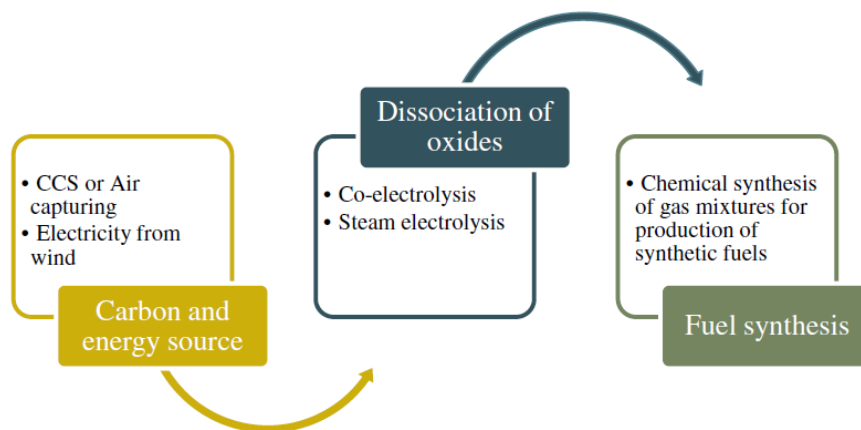 • CCS or Air
capturing
• Electricity from
wind
Carbon and
energy source
Dissociation of
oxides
• Co-electrolysis
• Steam electrolysis
• Chemical synthesis
of gas mixtures for
production of
synthetic fuels
Fuel synthesis